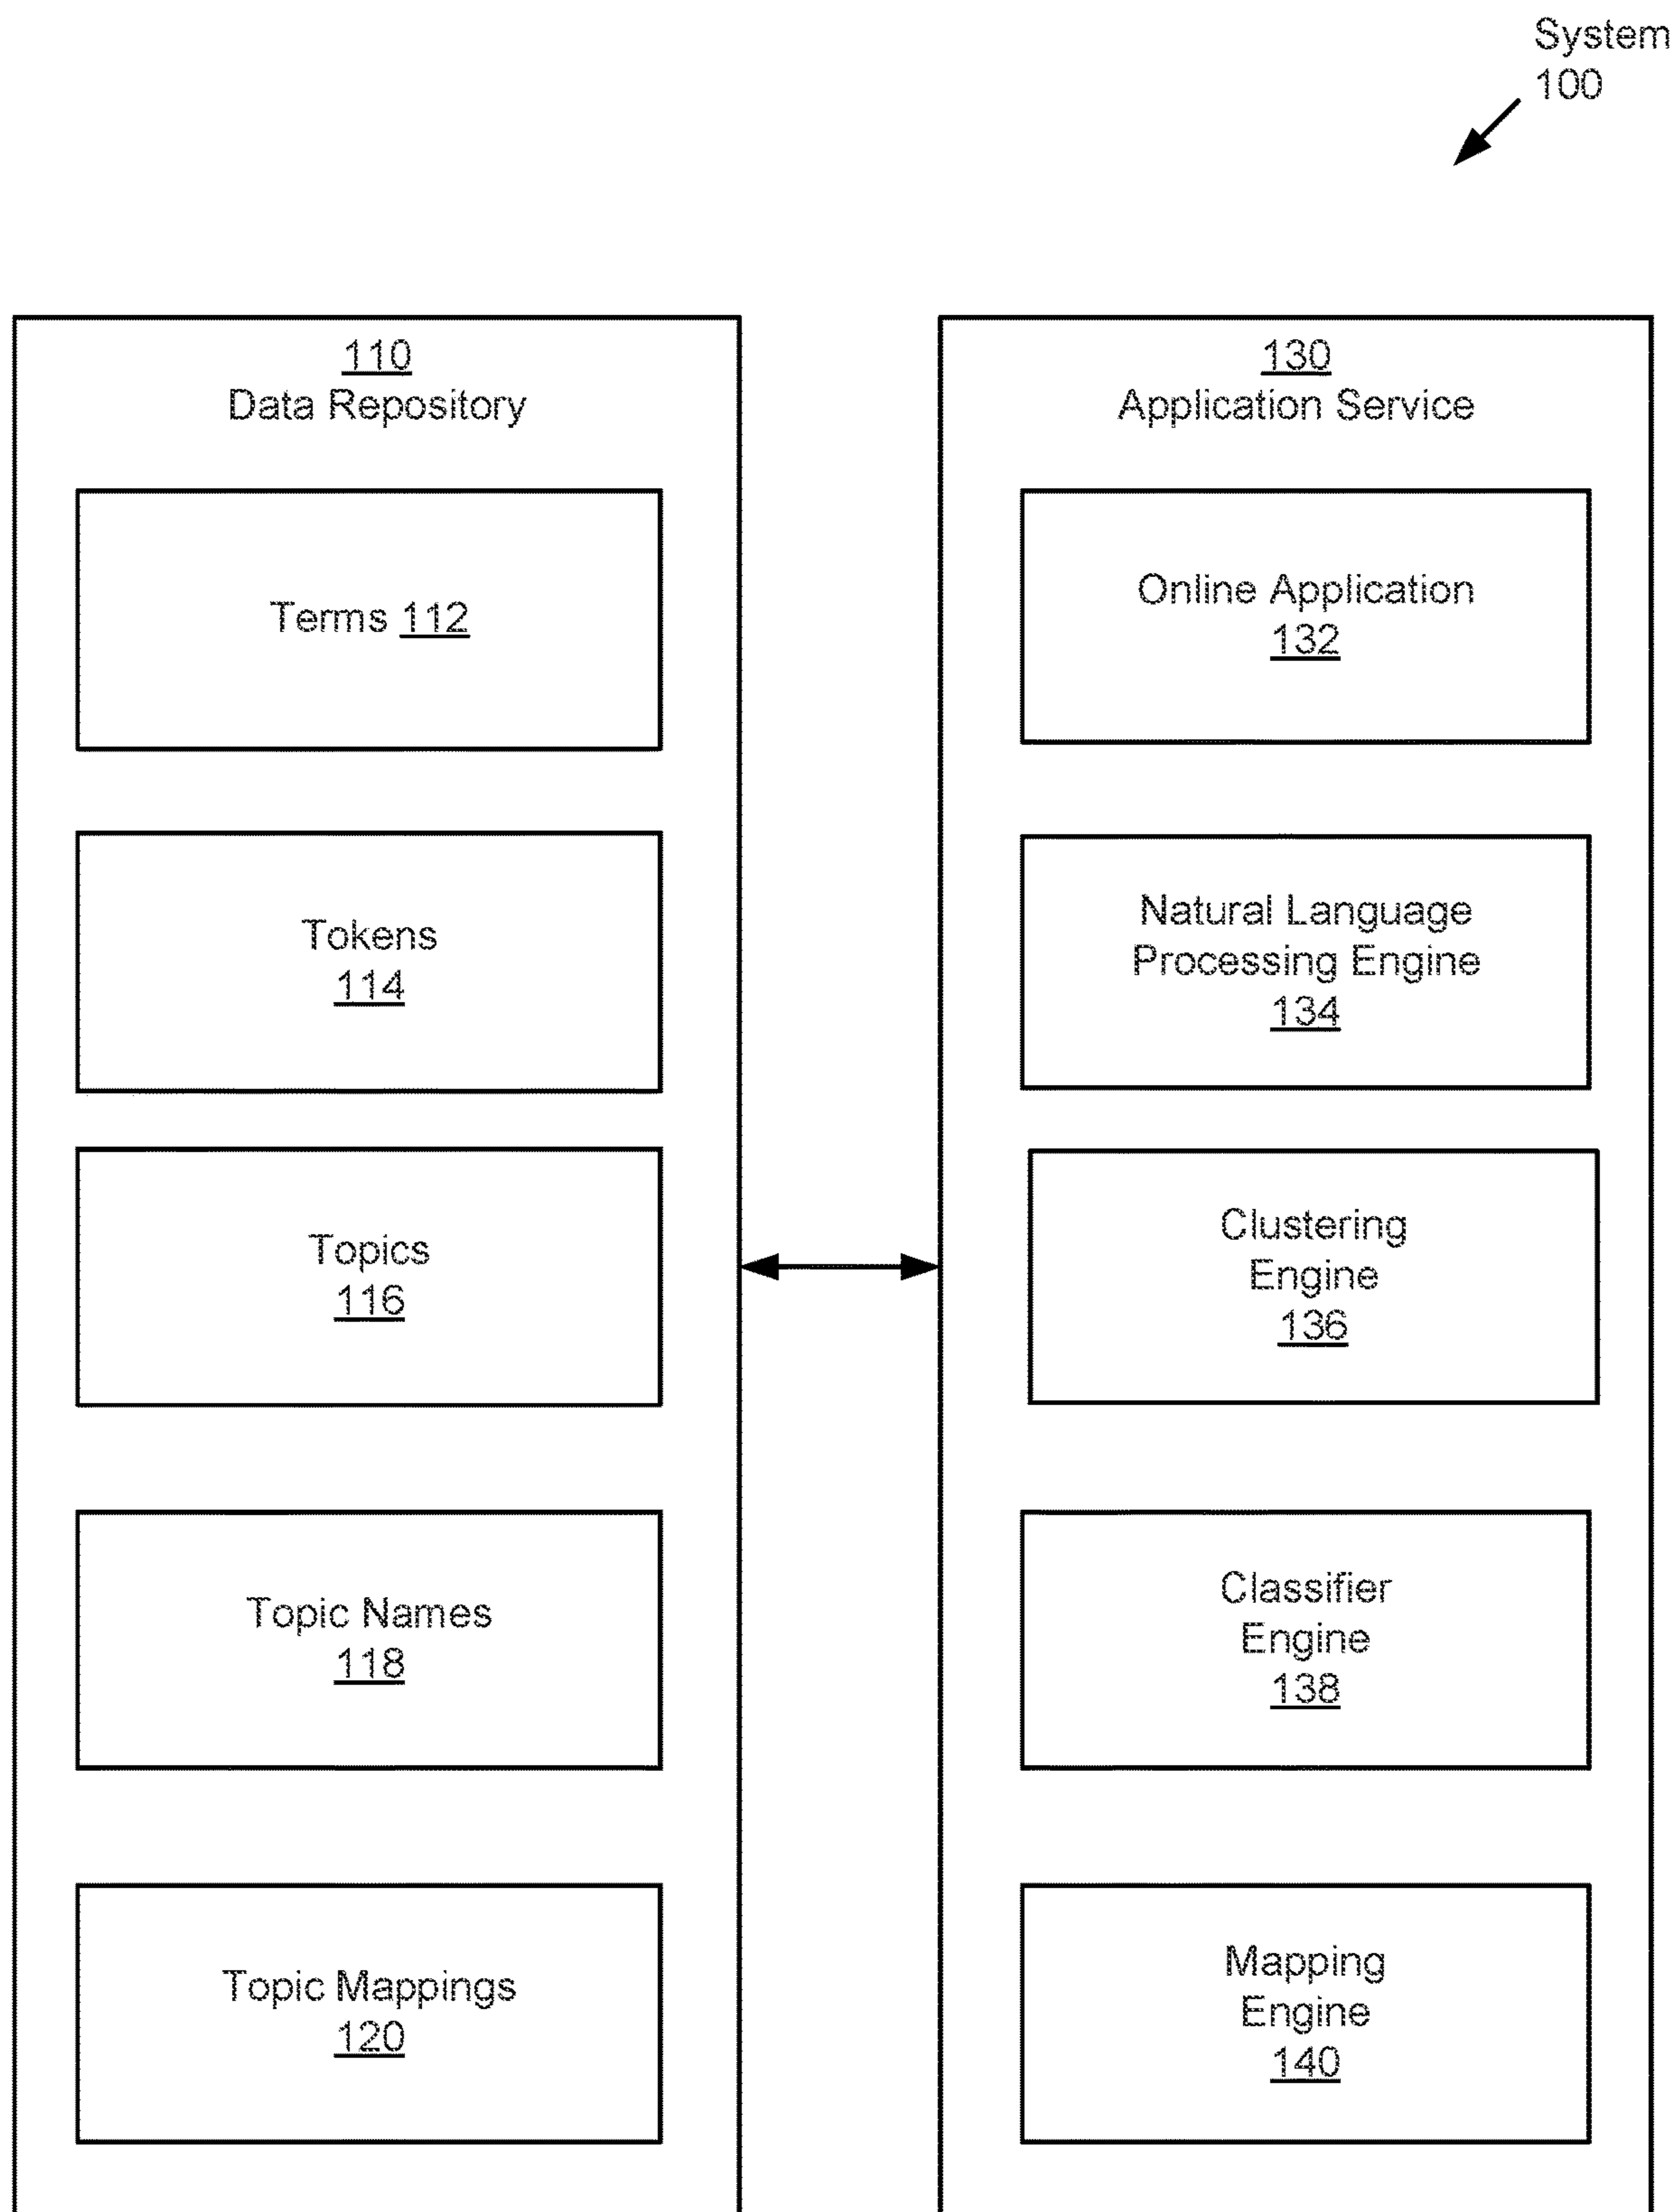 System
100
110
Data Repository
Terms 112
Tokens
114
Topics
116
Topic Names
118
Topic Mappings
120
130
Application Service
Online Application
132
Natural Language
Processing Engine
134
Clustering
Engine
136
Classifier
Engine
138
Mapping
Engine
140